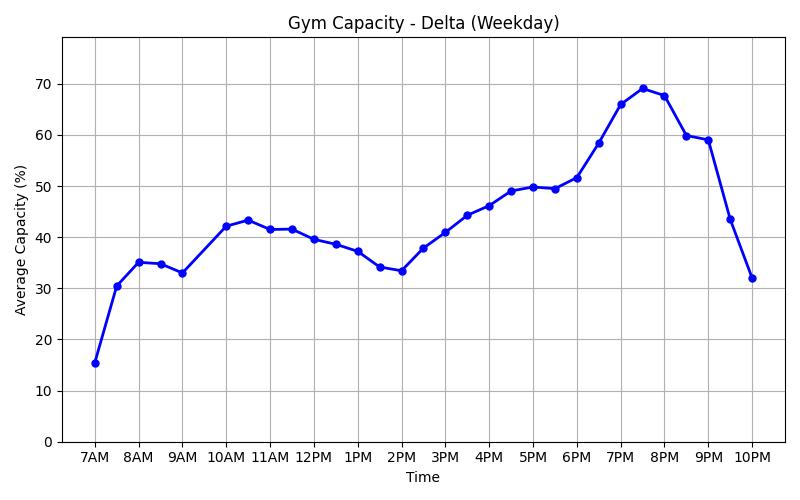 Gym Capacity - Delta (Weekday)
Average Capacity (%)
70
60
50
40
30
20
10
0
7AM 8AM 9AM 10AM 11AM 12PM 1PM 2PM 3PM 4PM 5PM 6PM 7PM 8PM 9PM 10PM
Time